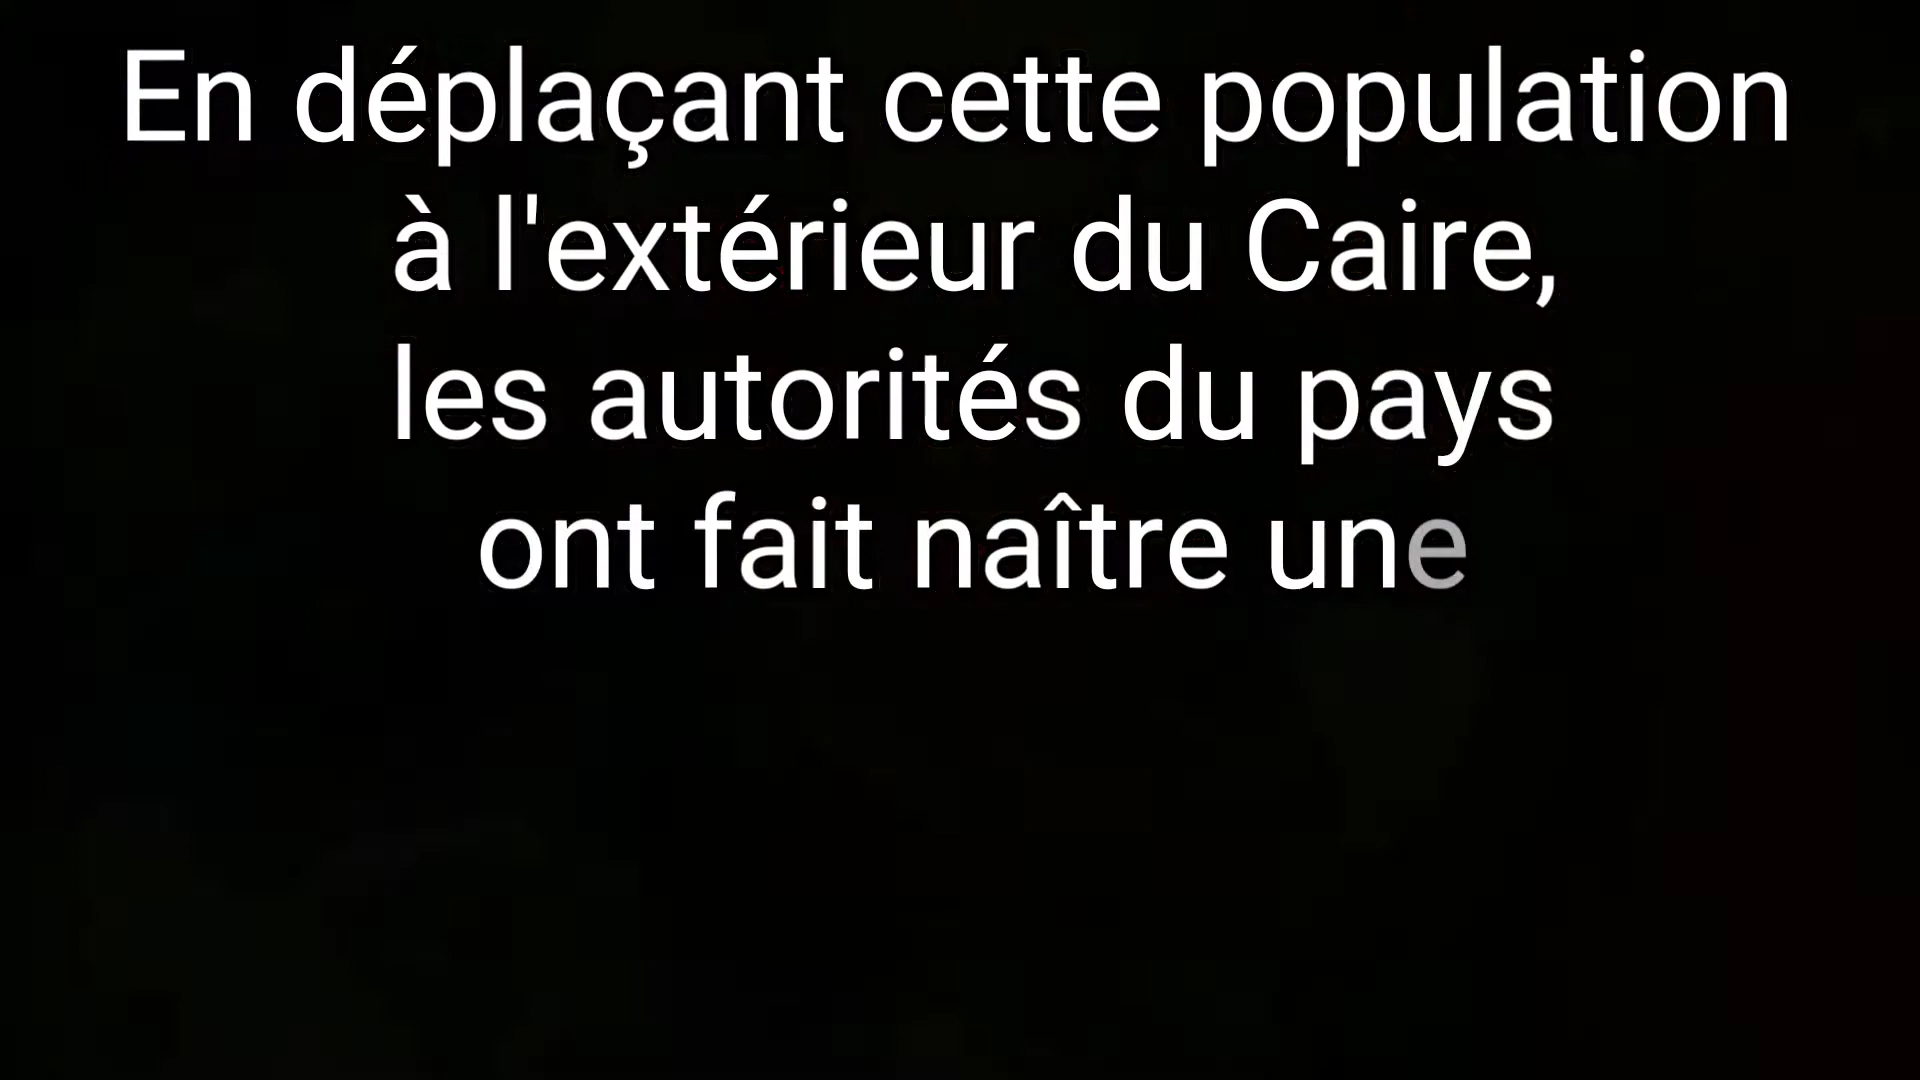 En déplaçant cette population
à l'extérieur du Caire,
les autorités du pays
ont fait naître une